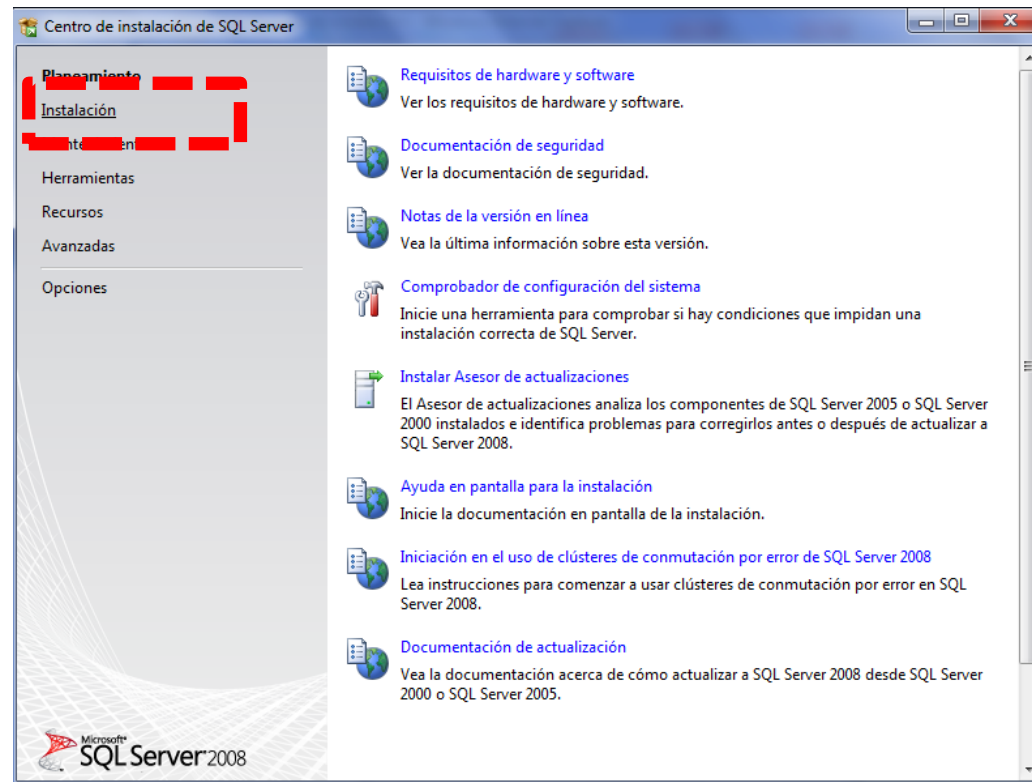 Centro de instalación de SQL Server
Planeamiento
Instalación
Mantenimiento
Herramientas
Recursos
Avanzadas
Opciones
Requisitos de hardware y software
Ver los requisitos de hardware y software.
Documentación de seguridad
Ver la documentación de seguridad.
Notas de la versión en línea
Vea la última información sobre esta versión.
Comprobador de configuración del sistema
Inicie una herramienta para comprobar si hay condiciones que impidan una
instalación correcta de SQL Server.
Instalar Asesor de actualizaciones
El Asesor de actualizaciones analiza los componentes de SQL Server 2005 o SQL Server
2000 instalados e identifica problemas para corregirlos antes o después de actualizar a
SQL Server 2008.
Ayuda en pantalla para la instalación
Inicie la documentación en pantalla de la instalación.
Iniciación en el uso de clústeres de conmutación por error de SQL Server 2008
Lea instrucciones para comenzar a usar clústeres de conmutación por error en SQL
Server 2008.
Documentación de actualización
Vea la documentación acerca de cómo actualizar a SQL Server 2008 desde SQL Server
2000 o SQL Server 2005.
Microsoft®
SQL Server 2008